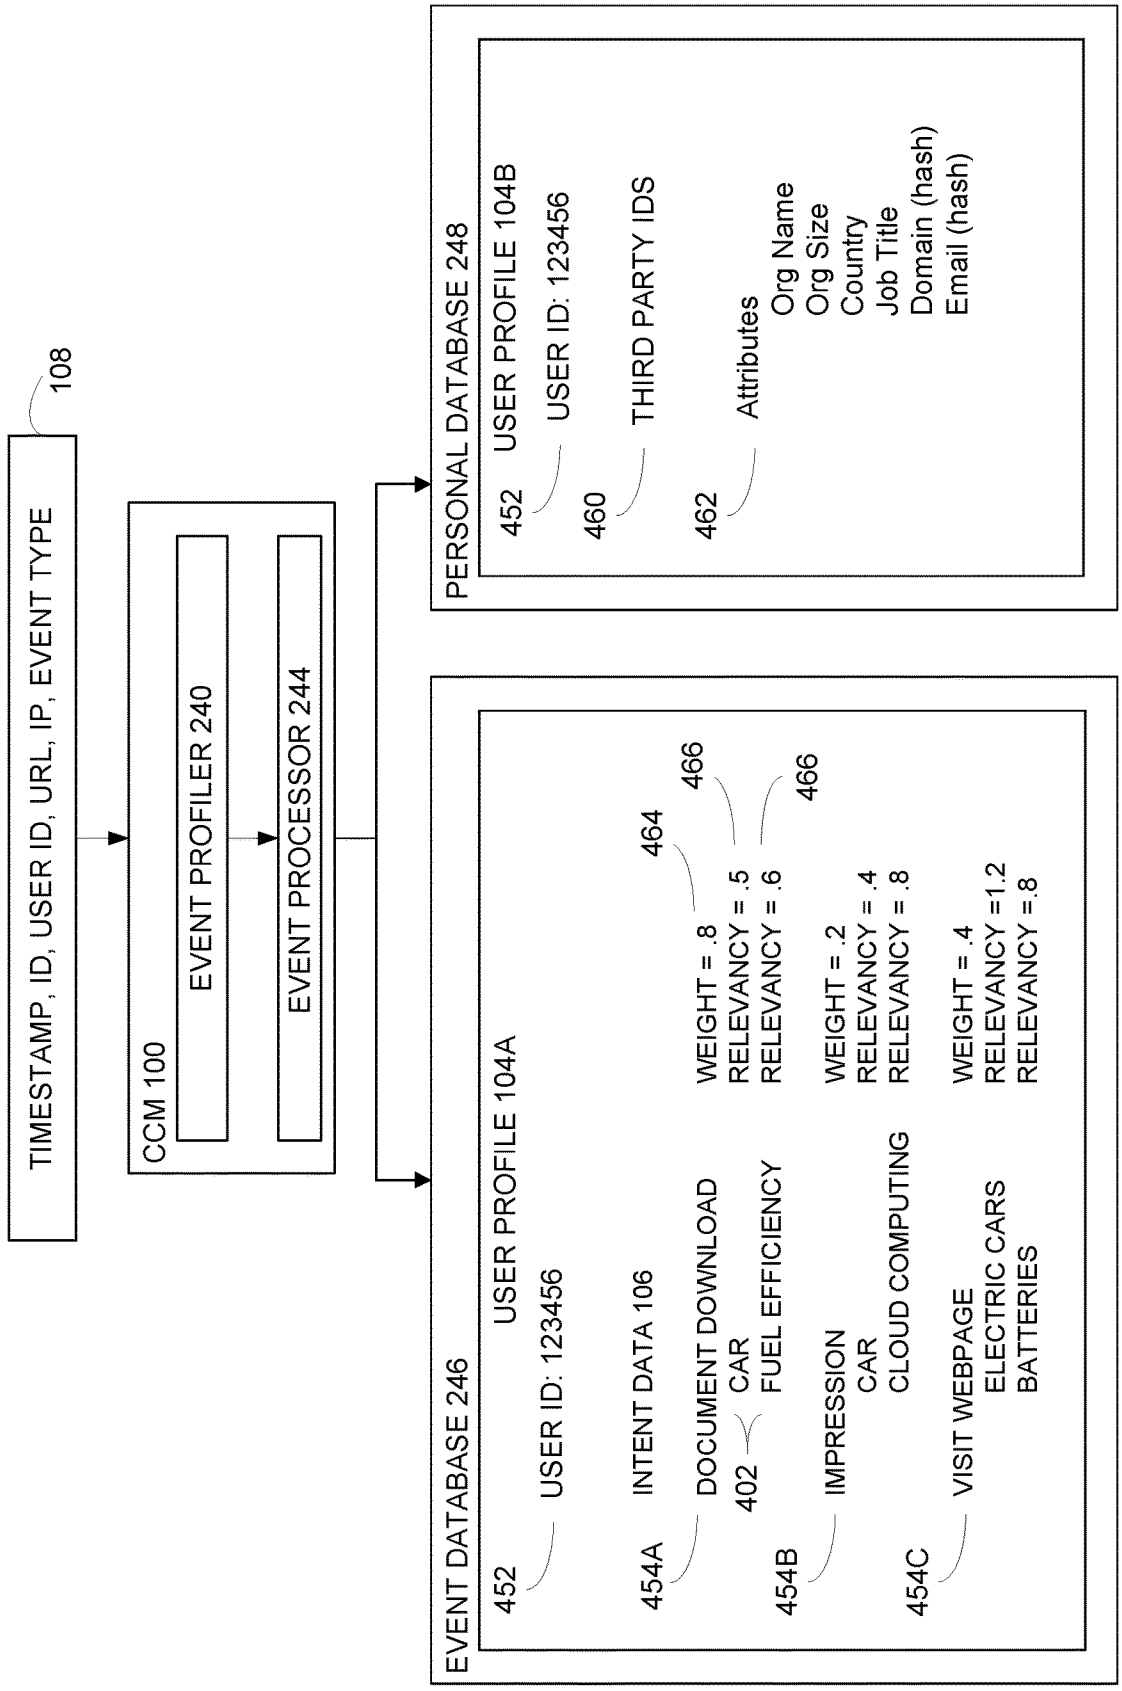 TIMESTAMP, ID, USER ID, URL, IP, EVENT TYPE
108
CCM 100
EVENT PROFILER 240
EVENT PROCESSOR 244
EVENT DATABASE 246
USER PROFILE 104A
452
USER ID: 123456
INTENT DATA 106
454A
DOCUMENT DOWNLOAD
WEIGHT = .8
464
402
CAR
RELEVANCY = .5
466
FUEL EFFICIENCY
RELEVANCY = .6
466
454B
IMPRESSION
WEIGHT = .2
CAR
RELEVANCY = .4
CLOUD COMPUTING
RELEVANCY = .8
454C
VISIT WEBPAGE
WEIGHT = .4
ELECTRIC CARS
RELEVANCY =1.2
BATTERIES
RELEVANCY =.8
PERSONAL DATABASE 248
USER PROFILE 104B
452
USER ID: 123456
460
THIRD PARTY IDS
462
Attributes
Org Name
Org Size
Country
Job Title
Domain (hash)
Email (hash)